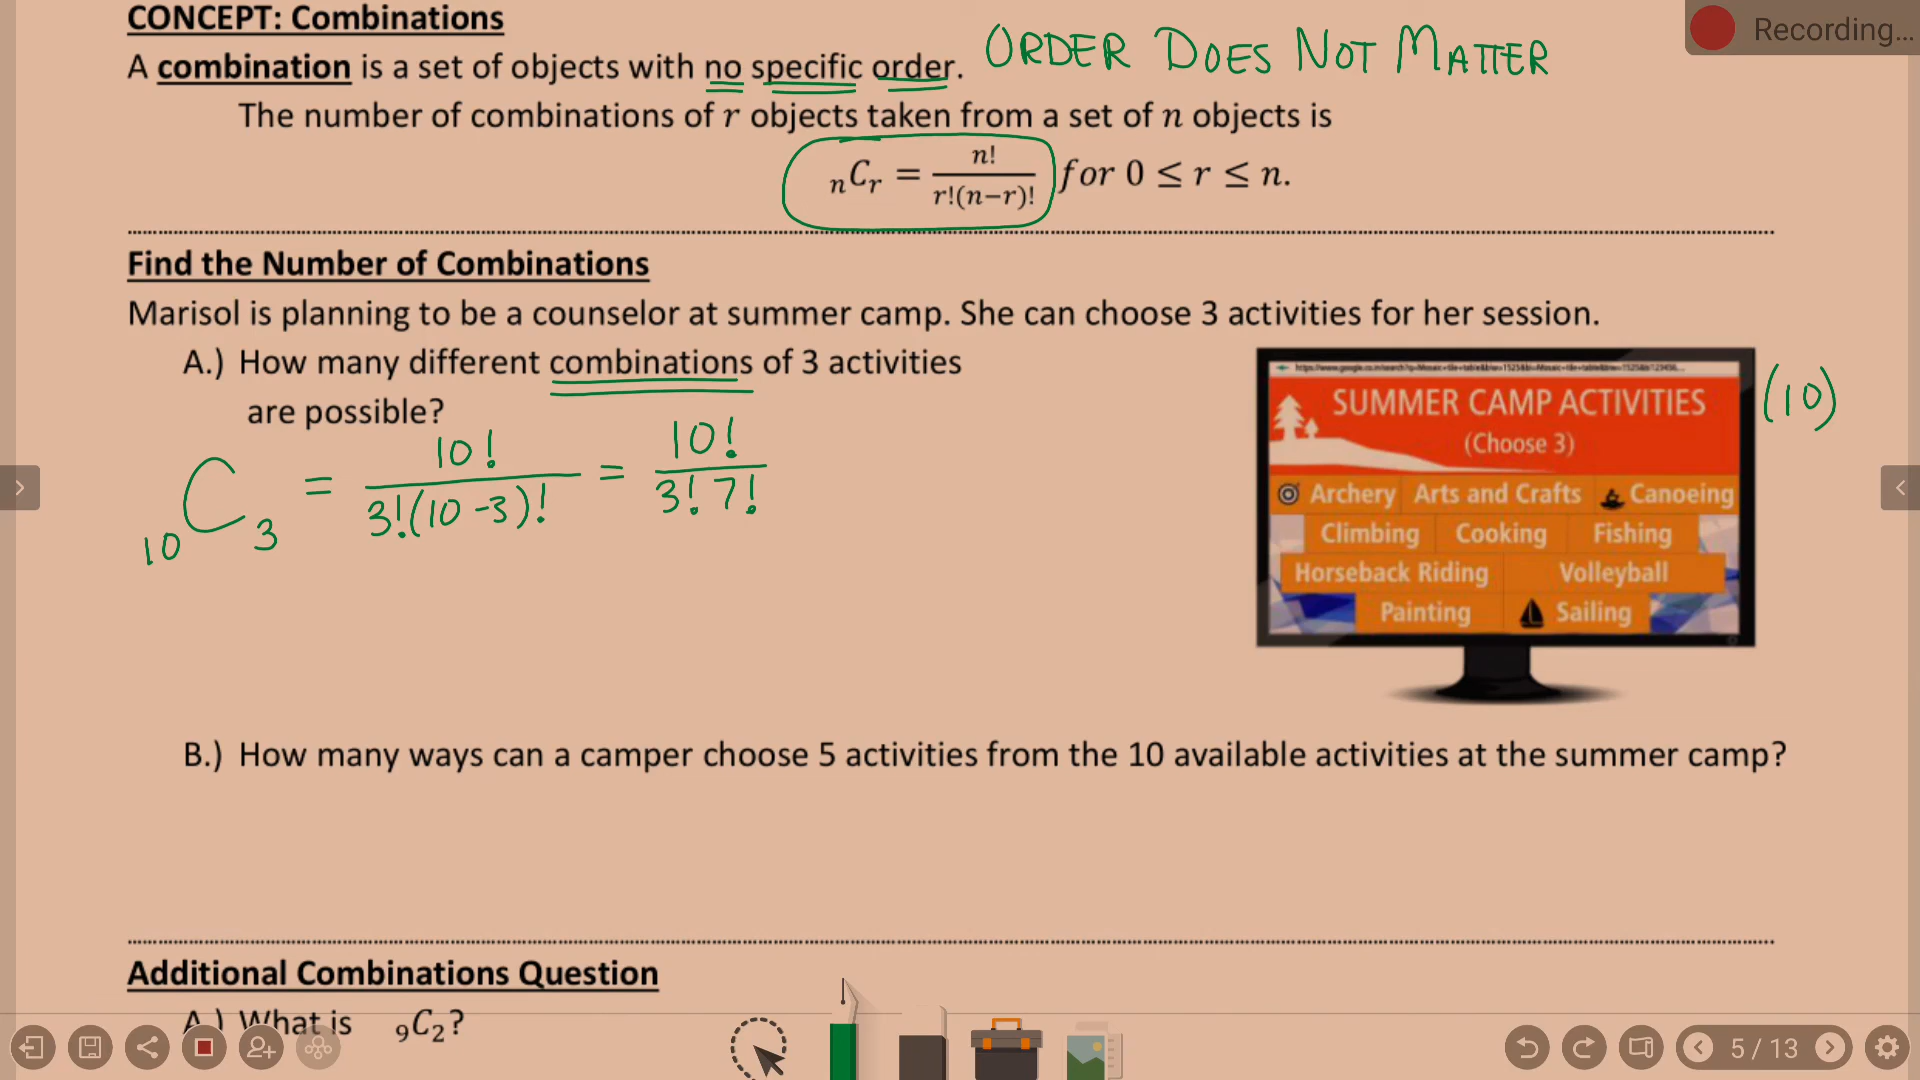 CONCEPT: Combinations
Recording...
A combination is a set of objects with no specific order. ORDER DOES NOT MATTER
The number of combinations of r objects taken from a set of n objects is
nCr = n! / r!(n−r)! for 0 ≤ r ≤ n.
Find the Number of Combinations
Marisol is planning to be a counselor at summer camp. She can choose 3 activities for her session.
A.) How many different combinations of 3 activities
are possible?
10C3 = 10! / 3!(10-3)! = 10! / 3! 7!
SUMMER CAMP ACTIVITIES
(10)
(Choose 3)
Archery Arts and Crafts Canoeing
Climbing Cooking Fishing
Horseback Riding Volleyball
Painting Sailing
B.) How many ways can a camper choose 5 activities from the 10 available activities at the summer camp?
Additional Combinations Question
A.) What is 9C2?
5 / 13